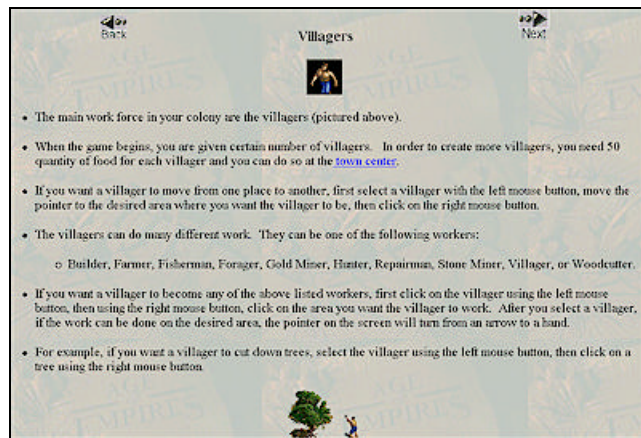 Back
Villagers
Next
• The main work force in your colony are the villagers (pictured above).
• When the game begins, you are given certain number of villagers. In order to create more villagers, you need 50
quantity of food for each villager and you can do so at the town center.
• If you want a villager to move from one place to another, first select a villager with the left mouse button, move the
pointer to the desired area where you want the villager to be, then click on the right mouse button.
• The villagers can do many different work. They can be one of the following workers:
o Builder, Farmer, Fisherman, Forager, Gold Miner, Hunter, Repairman, Stone Miner, Villager, or Woodcutter.
• If you want a villager to become any of the above listed workers, first click on the villager using the left mouse
button, then using the right mouse button, click on the area you want the villager to work. After you select a villager,
if the work can be done on the desired area, the pointer on the screen will turn from an arrow to a hand.
• For example, if you want a villager to cut down trees, select the villager using the left mouse button, then click on a
tree using the right mouse button
AGE
EMPIRES